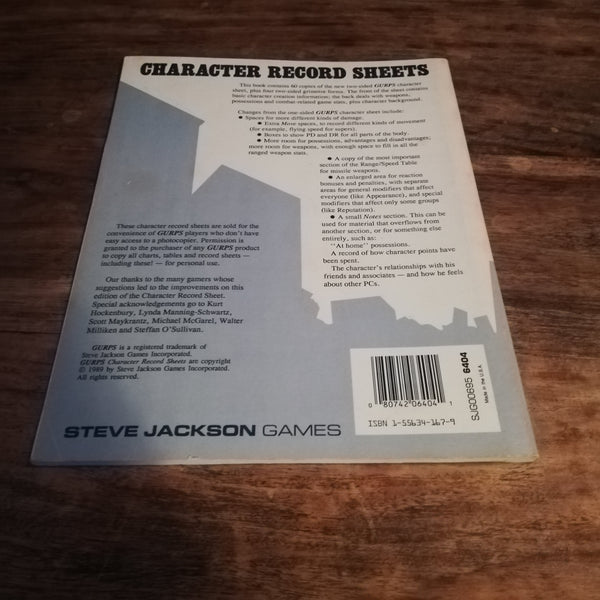 CHARACTER RECORD SHEETS
This book contains 60 copies of the new two-sided GURPS character
sheet, plus four two-sided grimoire forms. The front of the sheet contains
basic character creation information; the back deals with weapons,
possessions and combat-related game stats, plus character background.
Changes from the one-sided GURPS character sheet include:
● Spaces for more different kinds of damage.
● Extra Move spaces, to record different kinds of movement
(for example, flying speed for supers).
● Boxes to show PD and DR for all parts of the body.
● More room for possessions, advantages and disadvantages;
more room for weapons, with enough space to fill in all the
ranged weapon stats.
● A copy of the most important
section of the Range/Speed Table
for missile weapons.
● An enlarged area for reaction
bonuses and penalties, with separate
areas for general modifiers that affect
everyone (like Appearance), and special
modifiers that affect only some groups
(like Reputation).
● A small Notes section. This can be
used for material that overflows from
another section, or for something else
entirely, such as:
"At home" possessions.
A record of how character points have
been spent.
The character's relationships with his
friends and associates — and how he feels
about other PCs.
These character record sheets are sold for the
convenience of GURPS players who don't have
easy access to a photocopier. Permission is
granted to the purchaser of any GURPS product
to copy all charts, tables and record sheets —
including these! — for personal use.
Our thanks to the many gamers whose
suggestions led to the improvements on this
edition of the Character Record Sheet.
Special acknowledgements go to Kurt
Hockenbury, Lynda Manning-Schwartz,
Scott Maykrantz, Michael McGarel, Walter
Milliken and Steffan O'Sullivan.
GURPS is a registered trademark of
Steve Jackson Games Incorporated.
GURPS Character Record Sheets are copyright
© 1989 by Steve Jackson Games Incorporated.
All rights reserved.
STEVE JACKSON GAMES
0 80742 06404 1
ISBN 1-55634-167-9
SJG00695 6404
Made in the U.S.A.